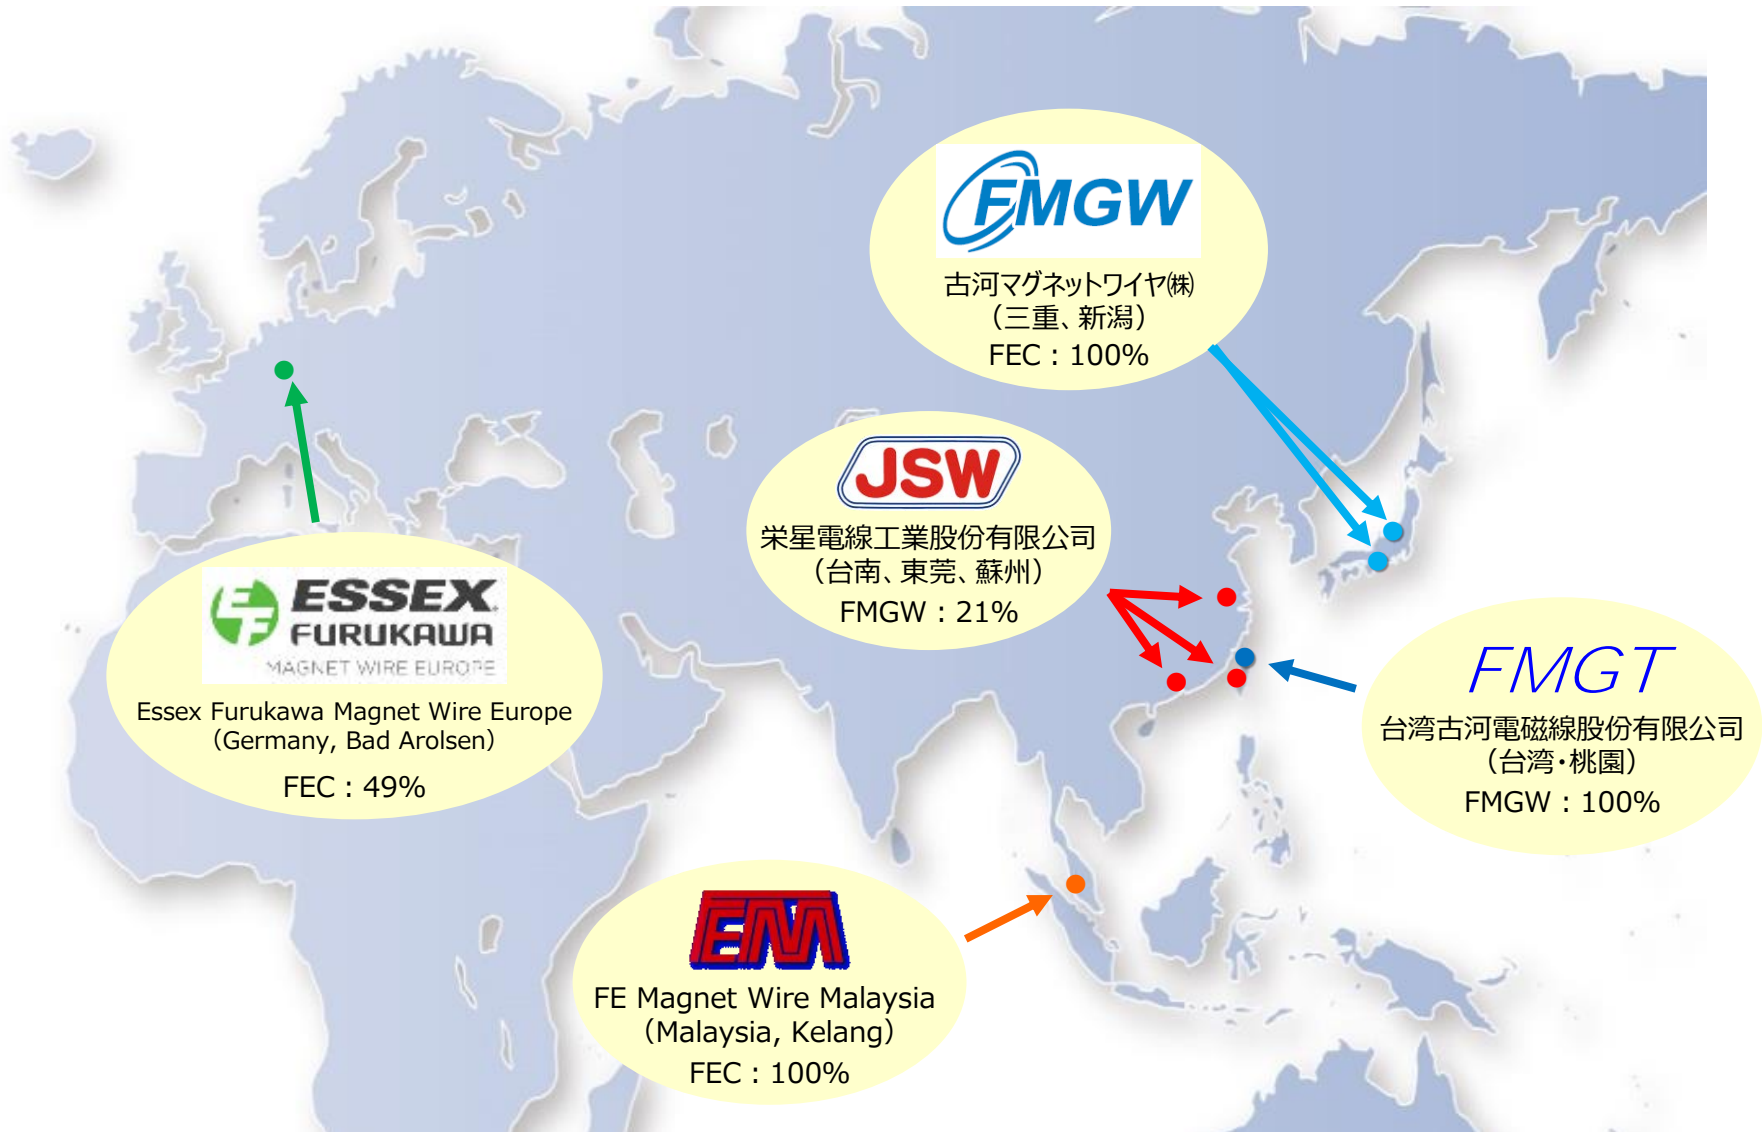 FMGW
古河マグネットワイヤ㈱
（三重、新潟）
FEC：100%
JSW
栄星電線工業股份有限公司
（台南、東莞、蘇州）
FMGW：21%
ESSEX
FURUKAWA
MAGNET WIRE EUROPE
Essex Furukawa Magnet Wire Europe
（Germany, Bad Arolsen）
FEC：49%
FMGT
台湾古河電磁線股份有限公司
（台湾・桃園）
FMGW：100%
FE Magnet Wire Malaysia
（Malaysia, Kelang）
FEC：100%